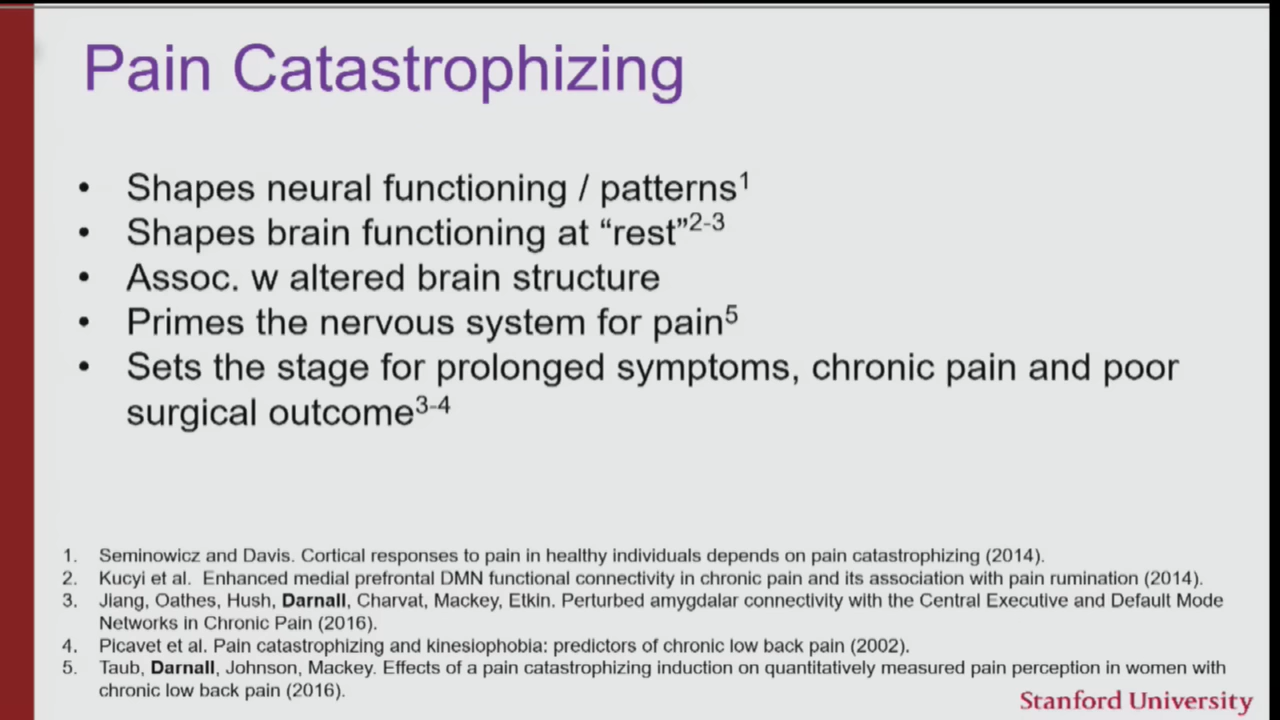 Pain Catastrophizing
• Shapes neural functioning / patterns¹
• Shapes brain functioning at “rest”²⁻³
• Assoc. w altered brain structure
• Primes the nervous system for pain⁵
• Sets the stage for prolonged symptoms, chronic pain and poor
surgical outcome³⁻⁴
1. Seminowicz and Davis. Cortical responses to pain in healthy individuals depends on pain catastrophizing (2014).
2. Kucyi et al. Enhanced medial prefrontal DMN functional connectivity in chronic pain and its association with pain rumination (2014).
3. Jiang, Oathes, Hush, Darnall, Charvat, Mackey, Etkin. Perturbed amygdalar connectivity with the Central Executive and Default Mode
Networks in Chronic Pain (2016).
4. Picavet et al. Pain catastrophizing and kinesiophobia: predictors of chronic low back pain (2002).
5. Taub, Darnall, Johnson, Mackey. Effects of a pain catastrophizing induction on quantitatively measured pain perception in women with
chronic low back pain (2016).
Stanford University